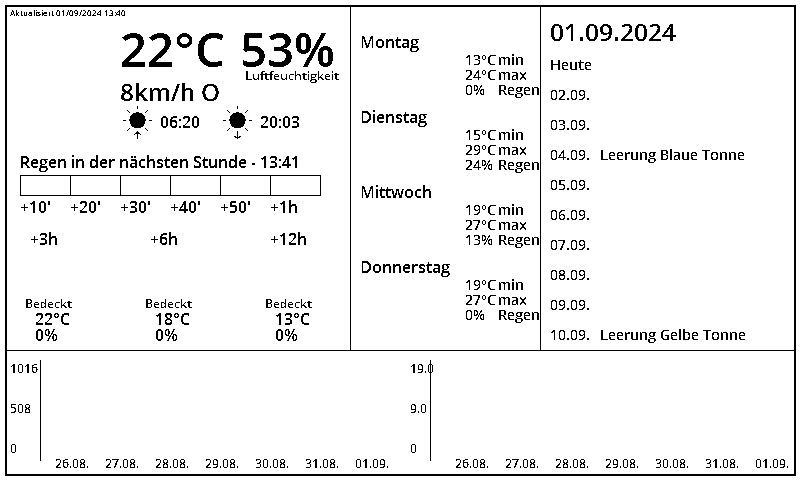 Aktualisiert 01/09/2024 13:40
22°C 53%
Luftfeuchtigkeit
8km/h O
06:20 20:03
Regen in der nächsten Stunde - 13:41
+10' +20' +30' +40' +50' +1h
+3h +6h +12h
Bedeckt Bedeckt Bedeckt
22°C 18°C 13°C
0% 0% 0%
Montag
13°C min
24°C max
0% Regen
Dienstag
15°C min
29°C max
24% Regen
Mittwoch
19°C min
27°C max
13% Regen
Donnerstag
19°C min
27°C max
0% Regen
01.09.2024
Heute
02.09.
03.09.
04.09. Leerung Blaue Tonne
05.09.
06.09.
07.09.
08.09.
09.09.
10.09. Leerung Gelbe Tonne
1016
508
0
26.08. 27.08. 28.08. 29.08. 30.08. 31.08. 01.09.
19.0
9.0
0
26.08. 27.08. 28.08. 29.08. 30.08. 31.08. 01.09.